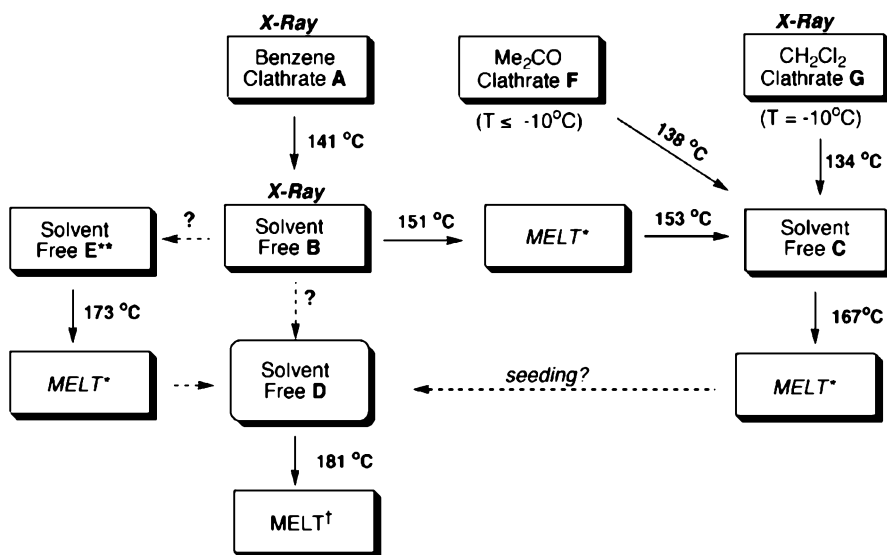 X-Ray
Benzene
Clathrate A
Me₂CO
Clathrate F
(T ≤ -10°C)
X-Ray
CH₂Cl₂
Clathrate G
(T = -10°C)
141 °C
138 °C
134 °C
X-Ray
Solvent
Free E**
?
Solvent
Free B
151 °C
MELT*
153 °C
Solvent
Free C
173 °C
?
167°C
MELT*
Solvent
Free D
seeding?
MELT*
181 °C
MELT†